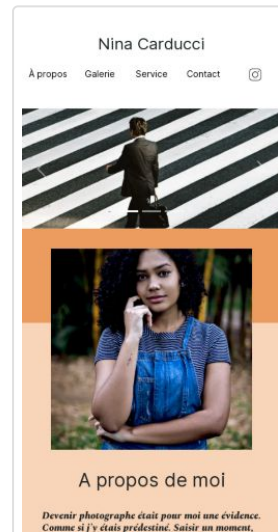 Nina Carducci
À propos Galerie Service Contact
A propos de moi
Devenir photographe était pour moi une évidence.
Comme si j'y étais prédestiné. Saisir un moment,